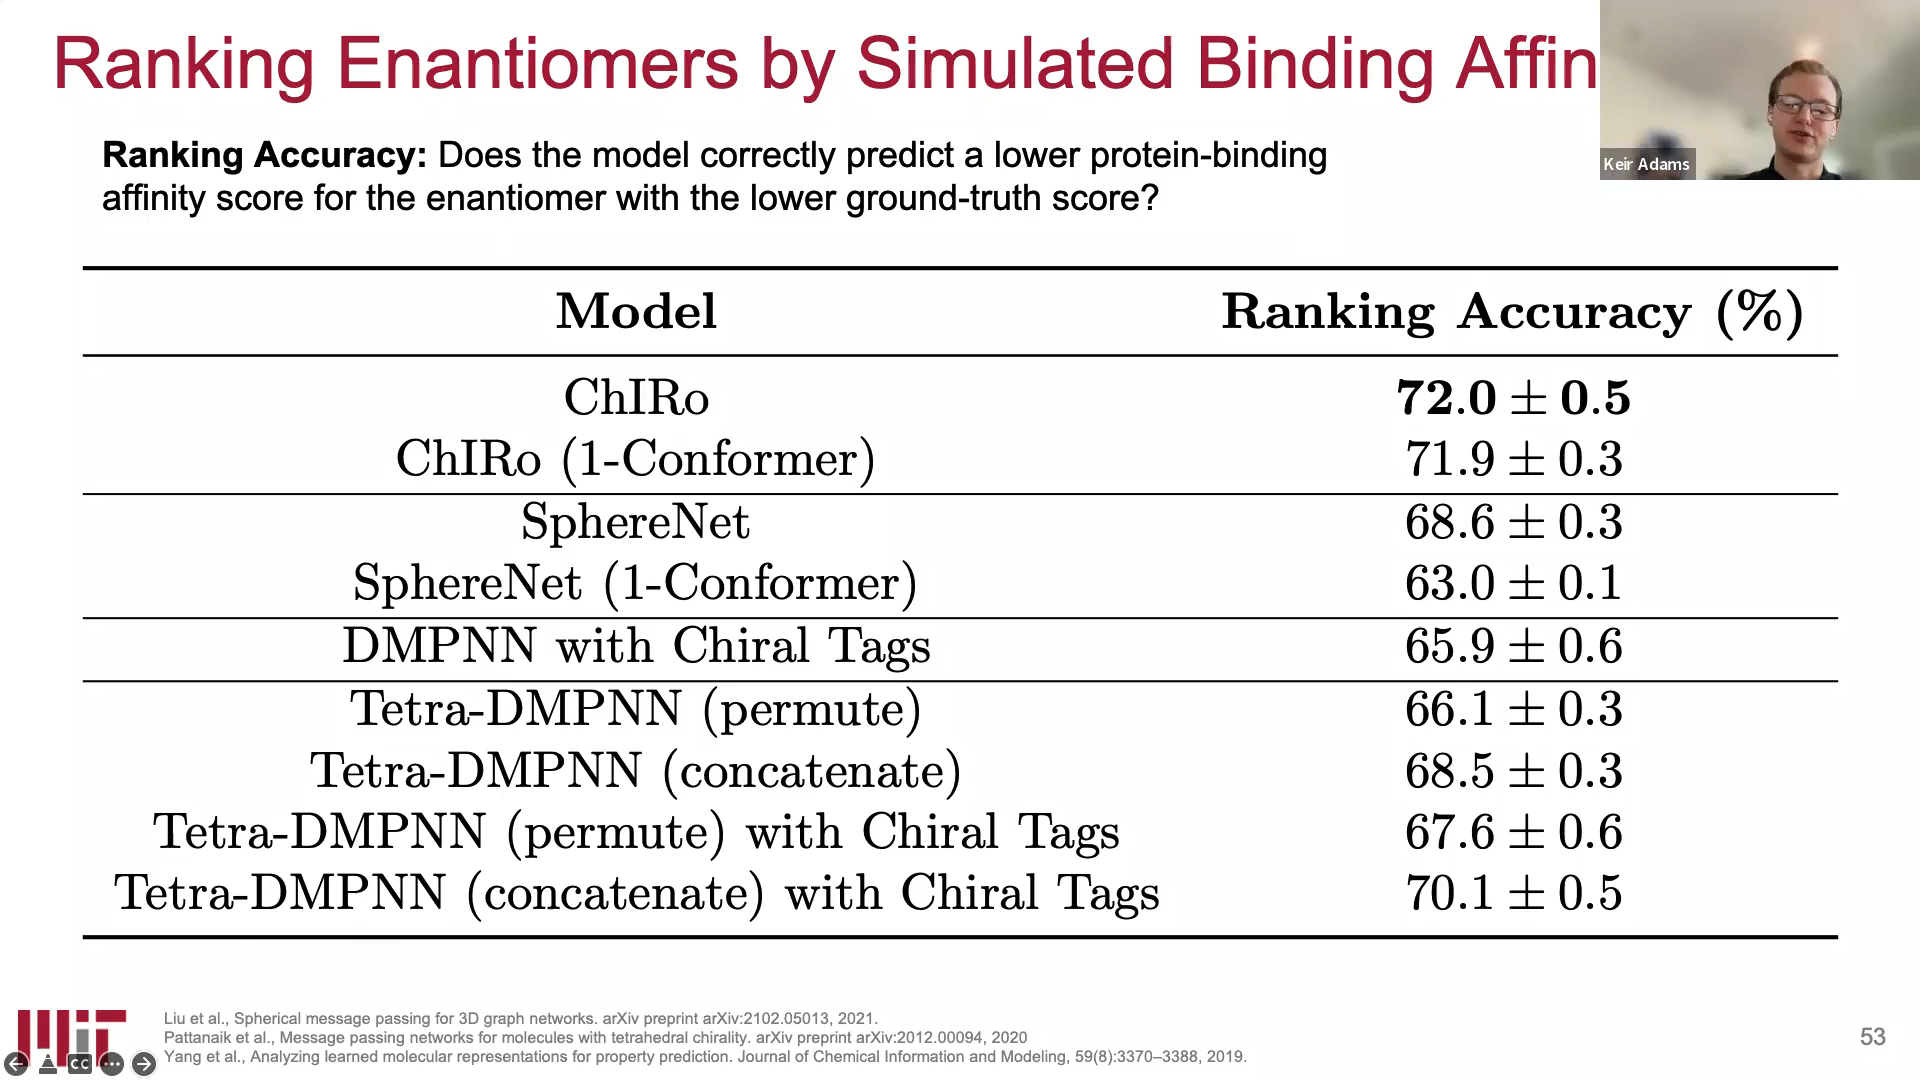 Ranking Enantiomers by Simulated Binding Affin
Keir Adams
Ranking Accuracy: Does the model correctly predict a lower protein-binding
affinity score for the enantiomer with the lower ground-truth score?
Model Ranking Accuracy (%)
ChIRo 72.0 ± 0.5
ChIRo (1-Conformer) 71.9 ± 0.3
SphereNet 68.6 ± 0.3
SphereNet (1-Conformer) 63.0 ± 0.1
DMPNN with Chiral Tags 65.9 ± 0.6
Tetra-DMPNN (permute) 66.1 ± 0.3
Tetra-DMPNN (concatenate) 68.5 ± 0.3
Tetra-DMPNN (permute) with Chiral Tags 67.6 ± 0.6
Tetra-DMPNN (concatenate) with Chiral Tags 70.1 ± 0.5
MIT
CC
Liu et al., Spherical message passing for 3D graph networks. arXiv preprint arXiv:2102.05013, 2021.
Pattanaik et al., Message passing networks for molecules with tetrahedral chirality. arXiv preprint arXiv:2012.00094, 2020
Yang et al., Analyzing learned molecular representations for property prediction. Journal of Chemical Information and Modeling, 59(8):3370–3388, 2019.
53